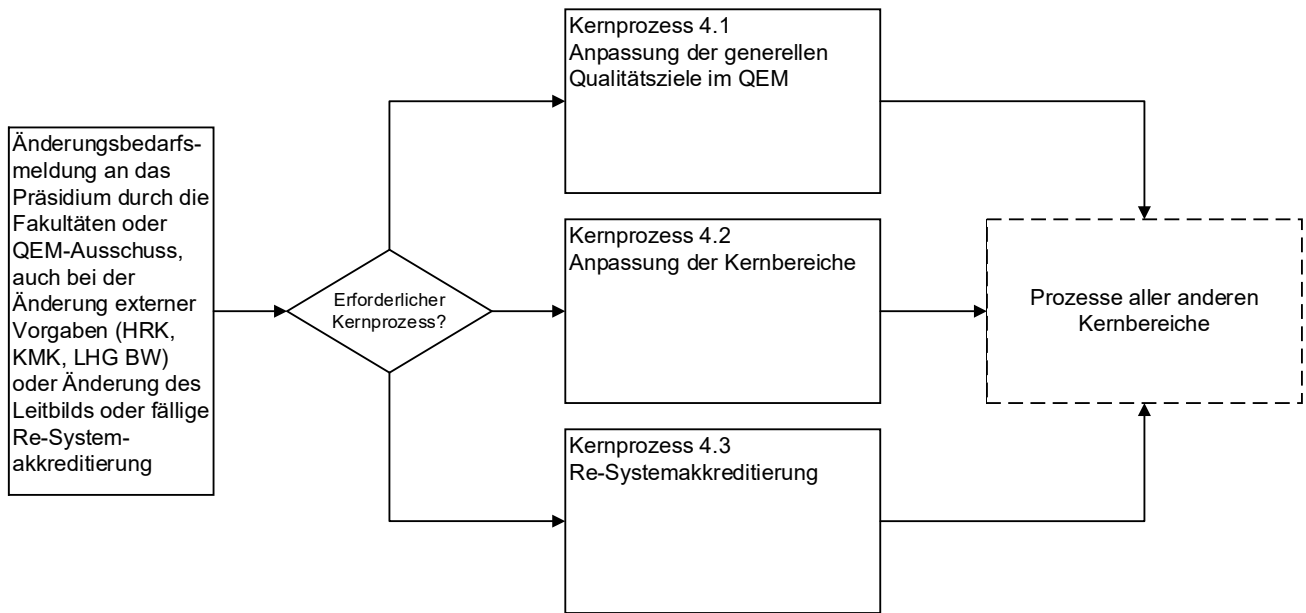 Änderungsbedarfs-
meldung an das
Präsidium durch die
Fakultäten oder
QEM-Ausschuss,
auch bei der
Änderung externer
Vorgaben (HRK,
KMK, LHG BW)
oder Änderung des
Leitbilds oder fällige
Re-System-
akkreditierung
Erforderlicher
Kernprozess?
Kernprozess 4.1
Anpassung der generellen
Qualitätsziele im QEM
Kernprozess 4.2
Anpassung der Kernbereiche
Kernprozess 4.3
Re-Systemakkreditierung
Prozesse aller anderen
Kernbereiche